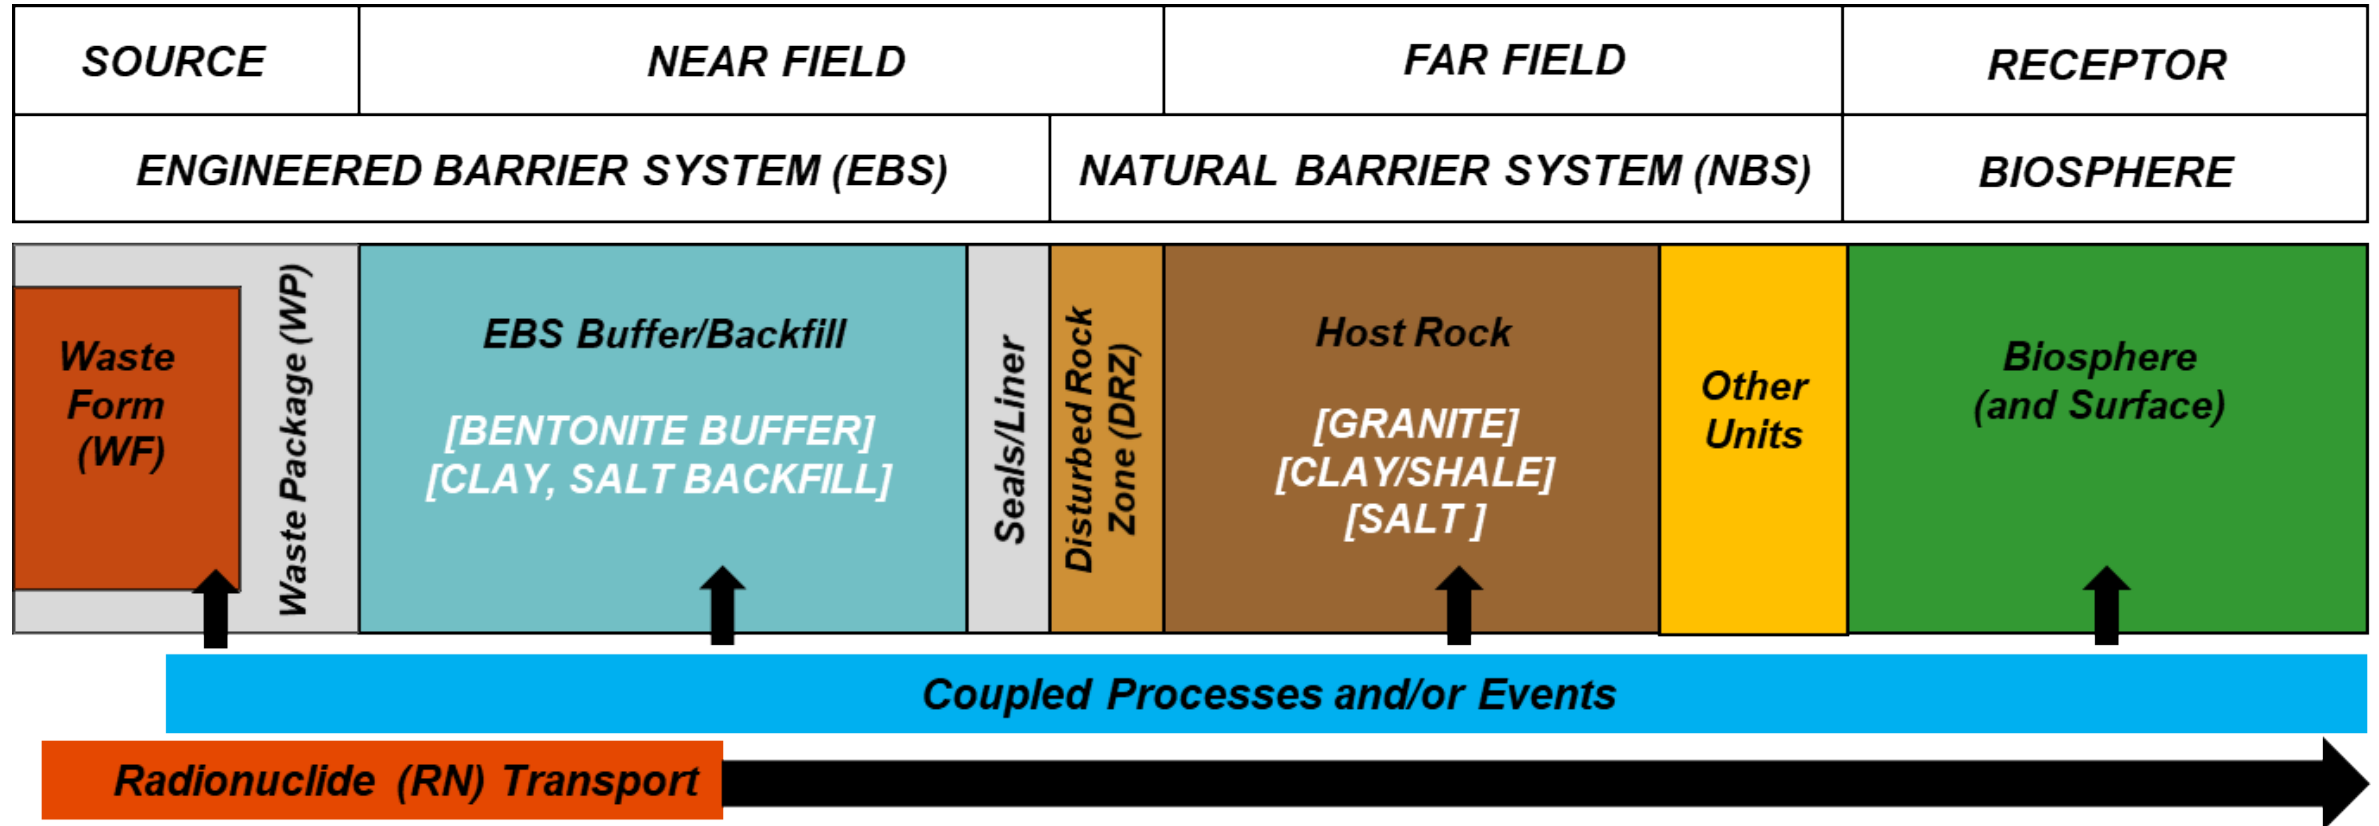 SOURCE
NEAR FIELD
FAR FIELD
RECEPTOR
ENGINEERED BARRIER SYSTEM (EBS)
NATURAL BARRIER SYSTEM (NBS)
BIOSPHERE
Waste
Form
(WF)
Waste Package (WP)
EBS Buffer/Backfill
[BENTONITE BUFFER]
[CLAY, SALT BACKFILL]
Seals/Liner
Disturbed Rock
Zone (DRZ)
Host Rock
[GRANITE]
[CLAY/SHALE]
[SALT ]
Other
Units
Biosphere
(and Surface)
Coupled Processes and/or Events
Radionuclide (RN) Transport